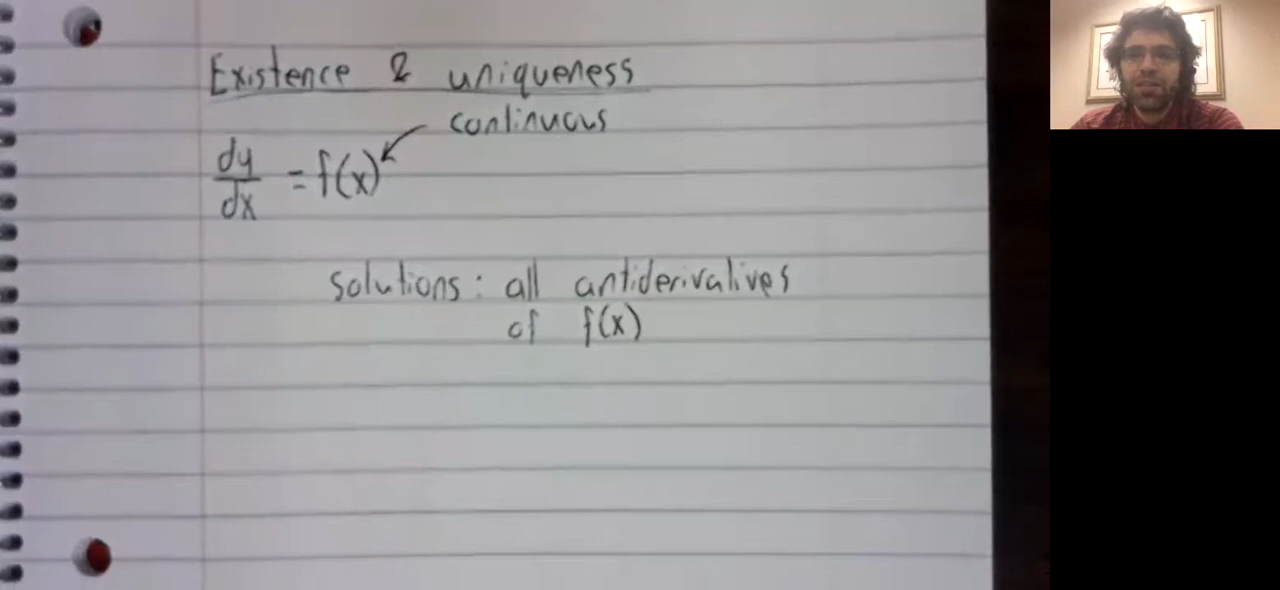 Existence & uniqueness
continuous
dy/dx = f(x)
solutions: all antiderivatives
of f(x)